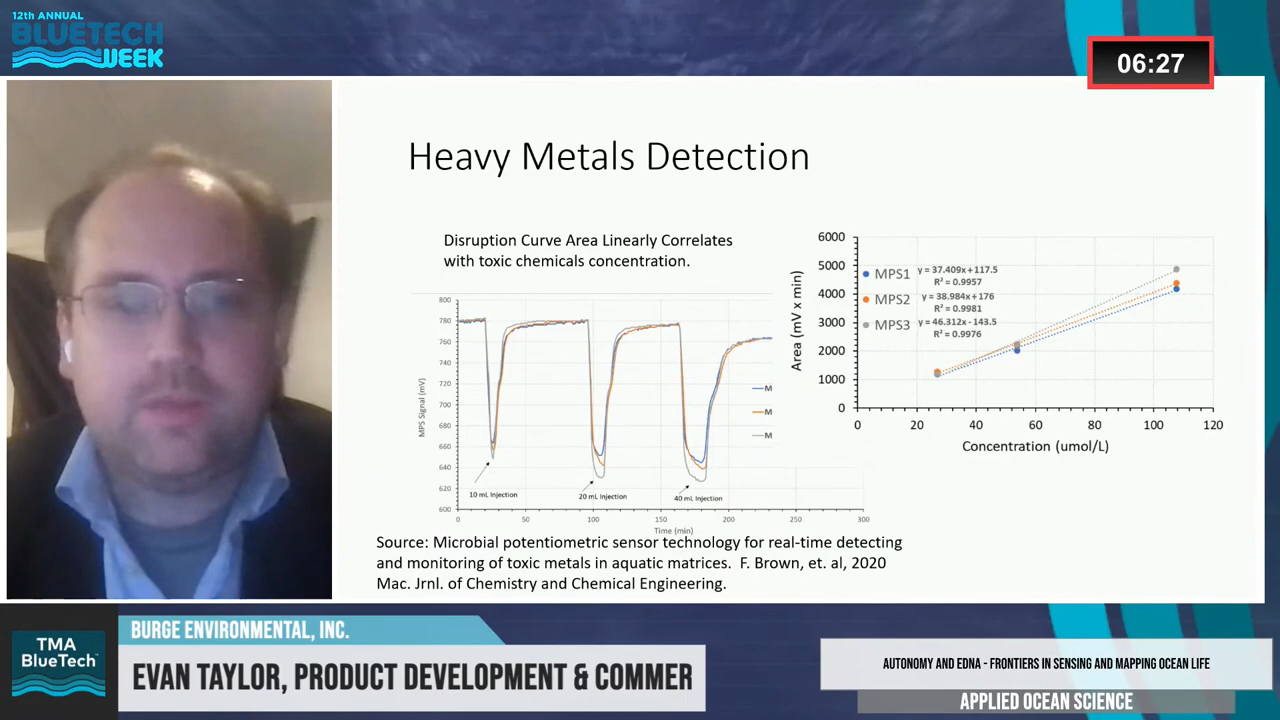 12th ANNUAL
BLUETECH
WEEK
06:27
Heavy Metals Detection
Disruption Curve Area Linearly Correlates
with toxic chemicals concentration.
800
780
760
740
720
700
680
660
640
620
600
MPS Signal (mV)
0
50
100
150
200
250
300
Time (min)
10 mL Injection
20 mL Injection
40 mL Injection
M
M
M
6000
5000
4000
3000
2000
1000
0
Area (mV x min)
MPS1
y = 37.409x + 117.5
R² = 0.9957
MPS2
y = 38.984x + 176
R² = 0.9981
MPS3
y = 46.312x - 143.5
R² = 0.9976
0
20
40
60
80
100
120
Concentration (umol/L)
Source: Microbial potentiometric sensor technology for real-time detecting
and monitoring of toxic metals in aquatic matrices. F. Brown, et. al, 2020
Mac. Jrnl. of Chemistry and Chemical Engineering.
TMA
BlueTech™
BURGE ENVIRONMENTAL, INC.
EVAN TAYLOR, PRODUCT DEVELOPMENT & COMMER
AUTONOMY AND EDNA - FRONTIERS IN SENSING AND MAPPING OCEAN LIFE
APPLIED OCEAN SCIENCE